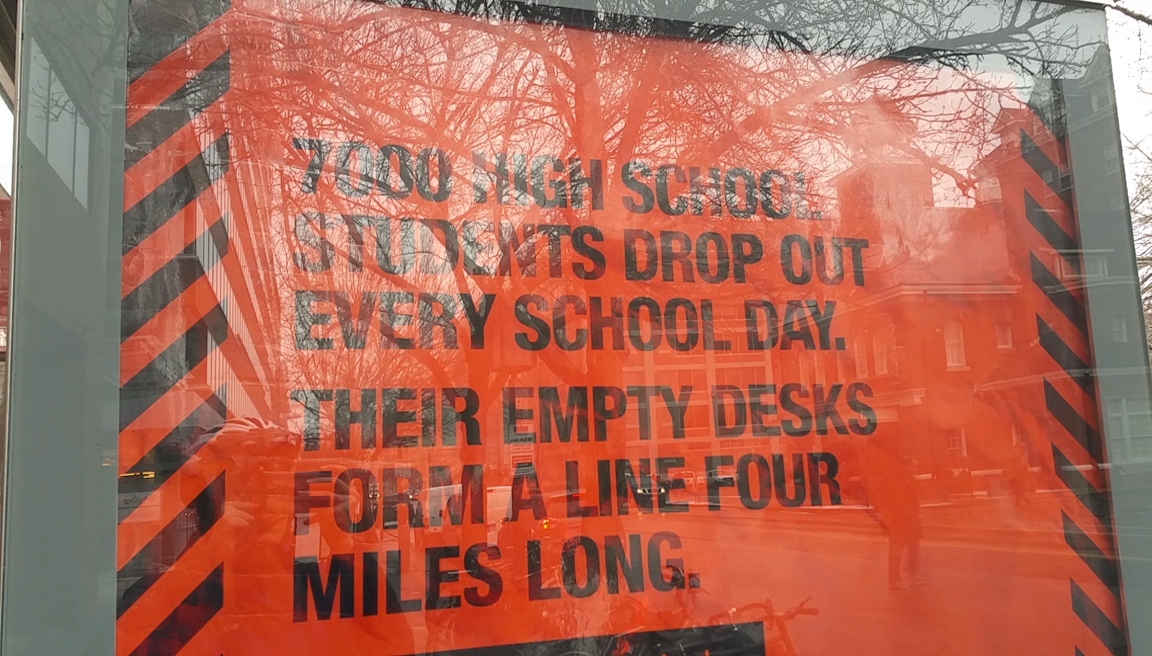 7000 HIGH SCHOOL
STUDENTS DROP OUT
EVERY SCHOOL DAY.
THEIR EMPTY DESKS
FORM A LINE FOUR
MILES LONG.